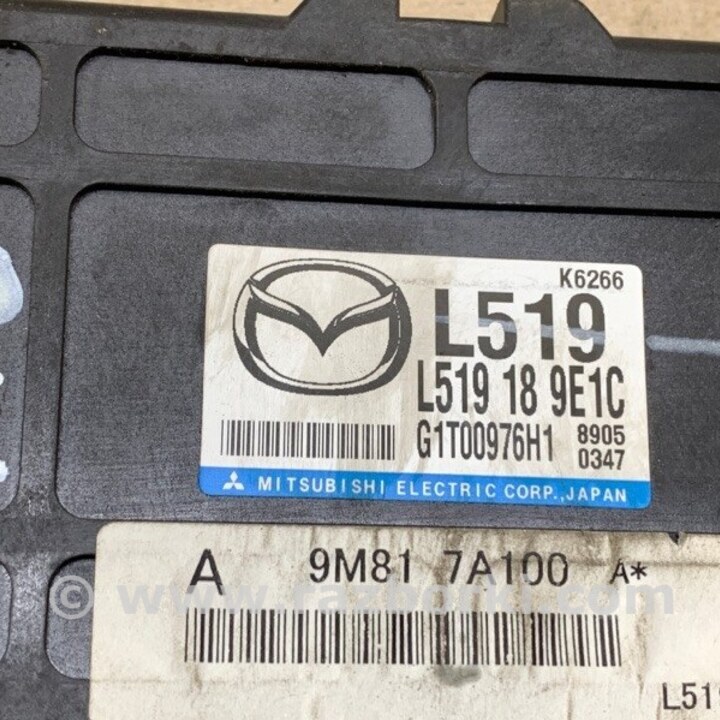 K6266
L519
L519 18 9E1C
G1T00976H1 8905
0347
MITSUBISHI ELECTRIC CORP.,JAPAN
A 9M81 7A100 A*
© www.razborki.com
L519